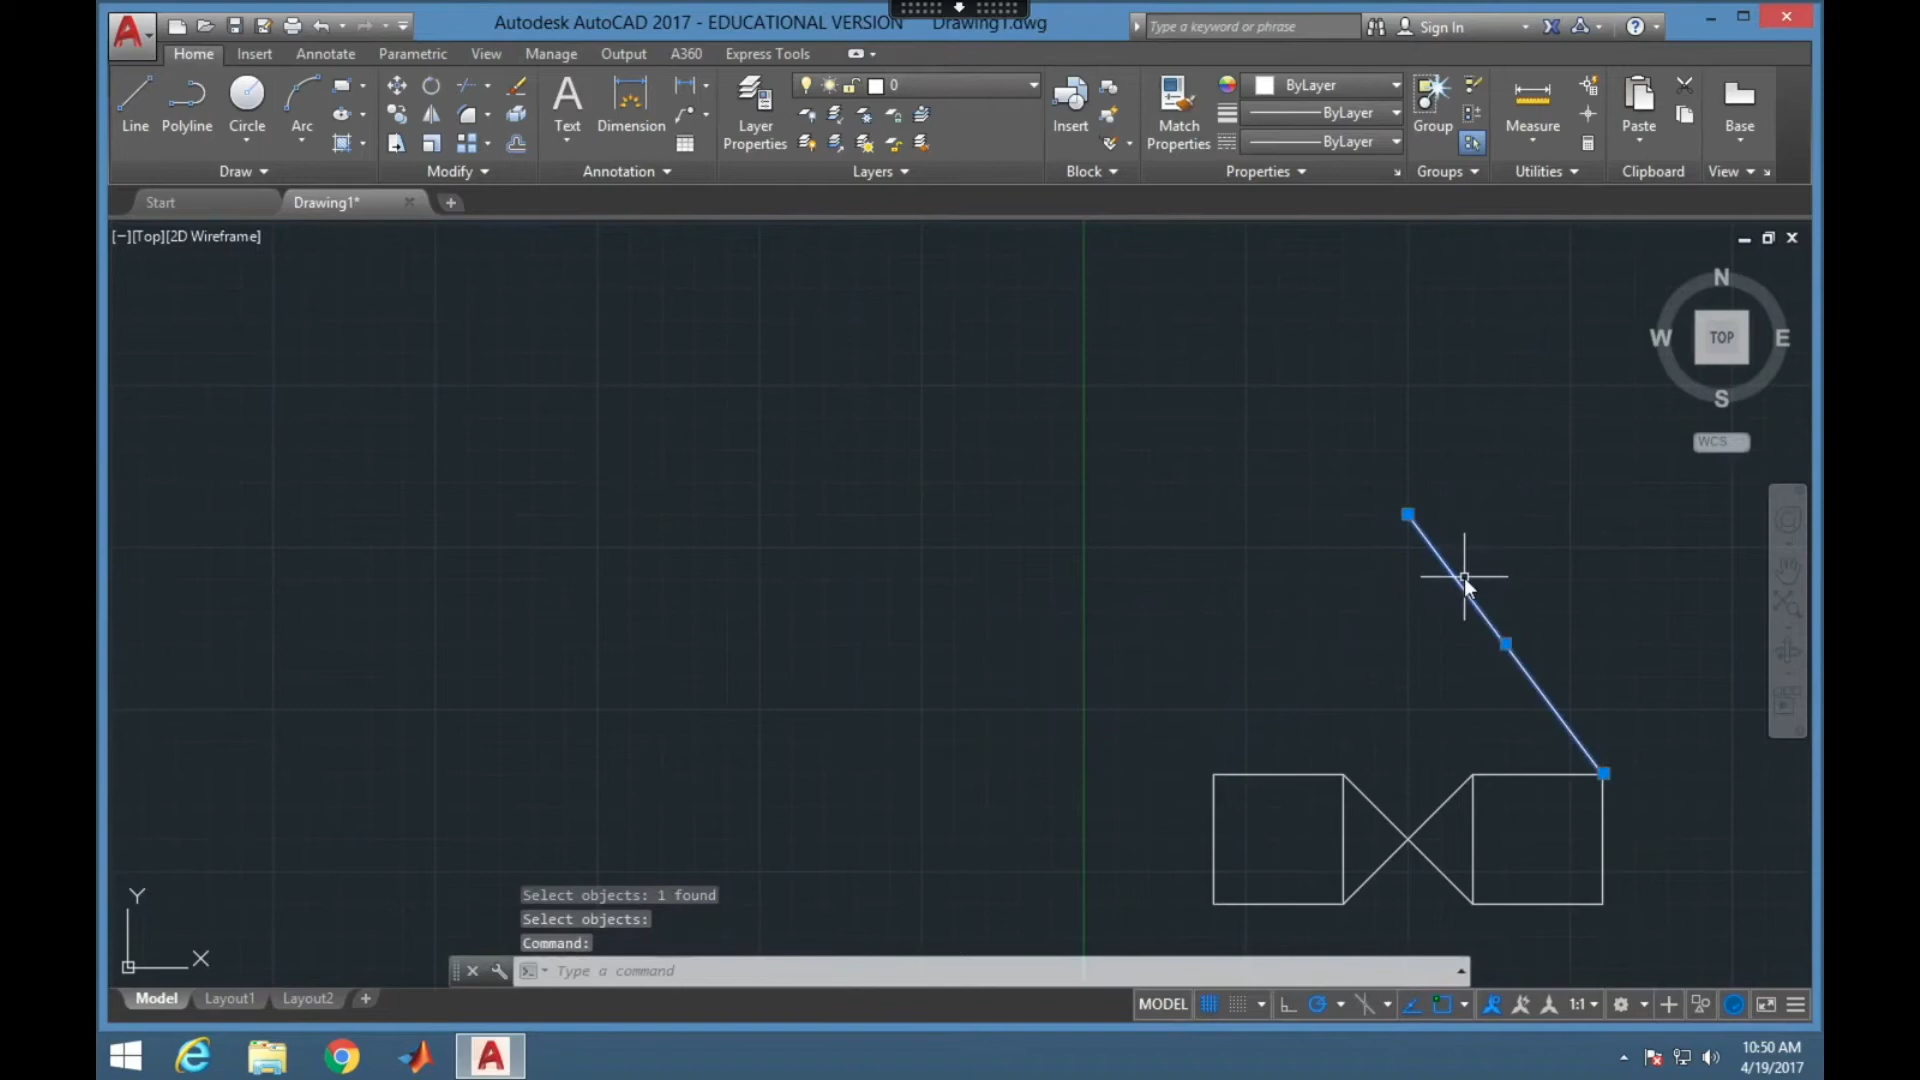 Autodesk AutoCAD 2017 - EDUCATIONAL VERSION Drawing1.dwg
Type a keyword or phrase
Sign In
Home Insert Annotate Parametric View Manage Output A360 Express Tools
Line Polyline Circle Arc
Text Dimension
Layer Properties
0
Insert
Match Properties
ByLayer
ByLayer
ByLayer
Group Measure Paste Base
Draw Modify Annotation Layers Block Properties Groups Utilities Clipboard View
Start Drawing1*
[−][Top][2D Wireframe]
N
W TOP E
S
WCS
Y
X
Select objects: 1 found
Select objects:
Command:
Type a command
Model Layout1 Layout2
MODEL 1:1
10:50 AM
4/19/2017